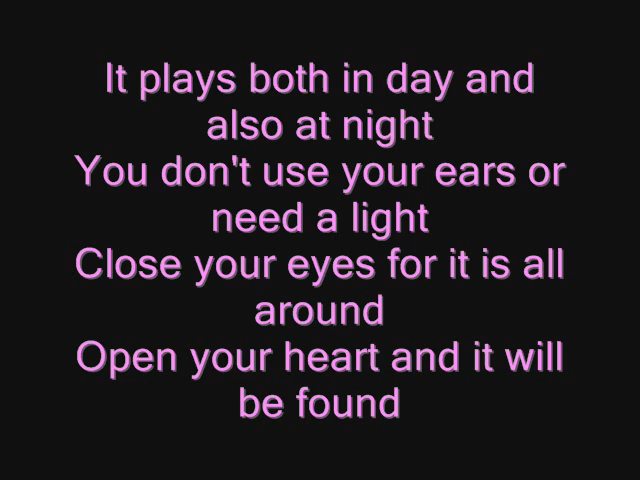 It plays both in day and
also at night
You don't use your ears or
need a light
Close your eyes for it is all
around
Open your heart and it will
be found